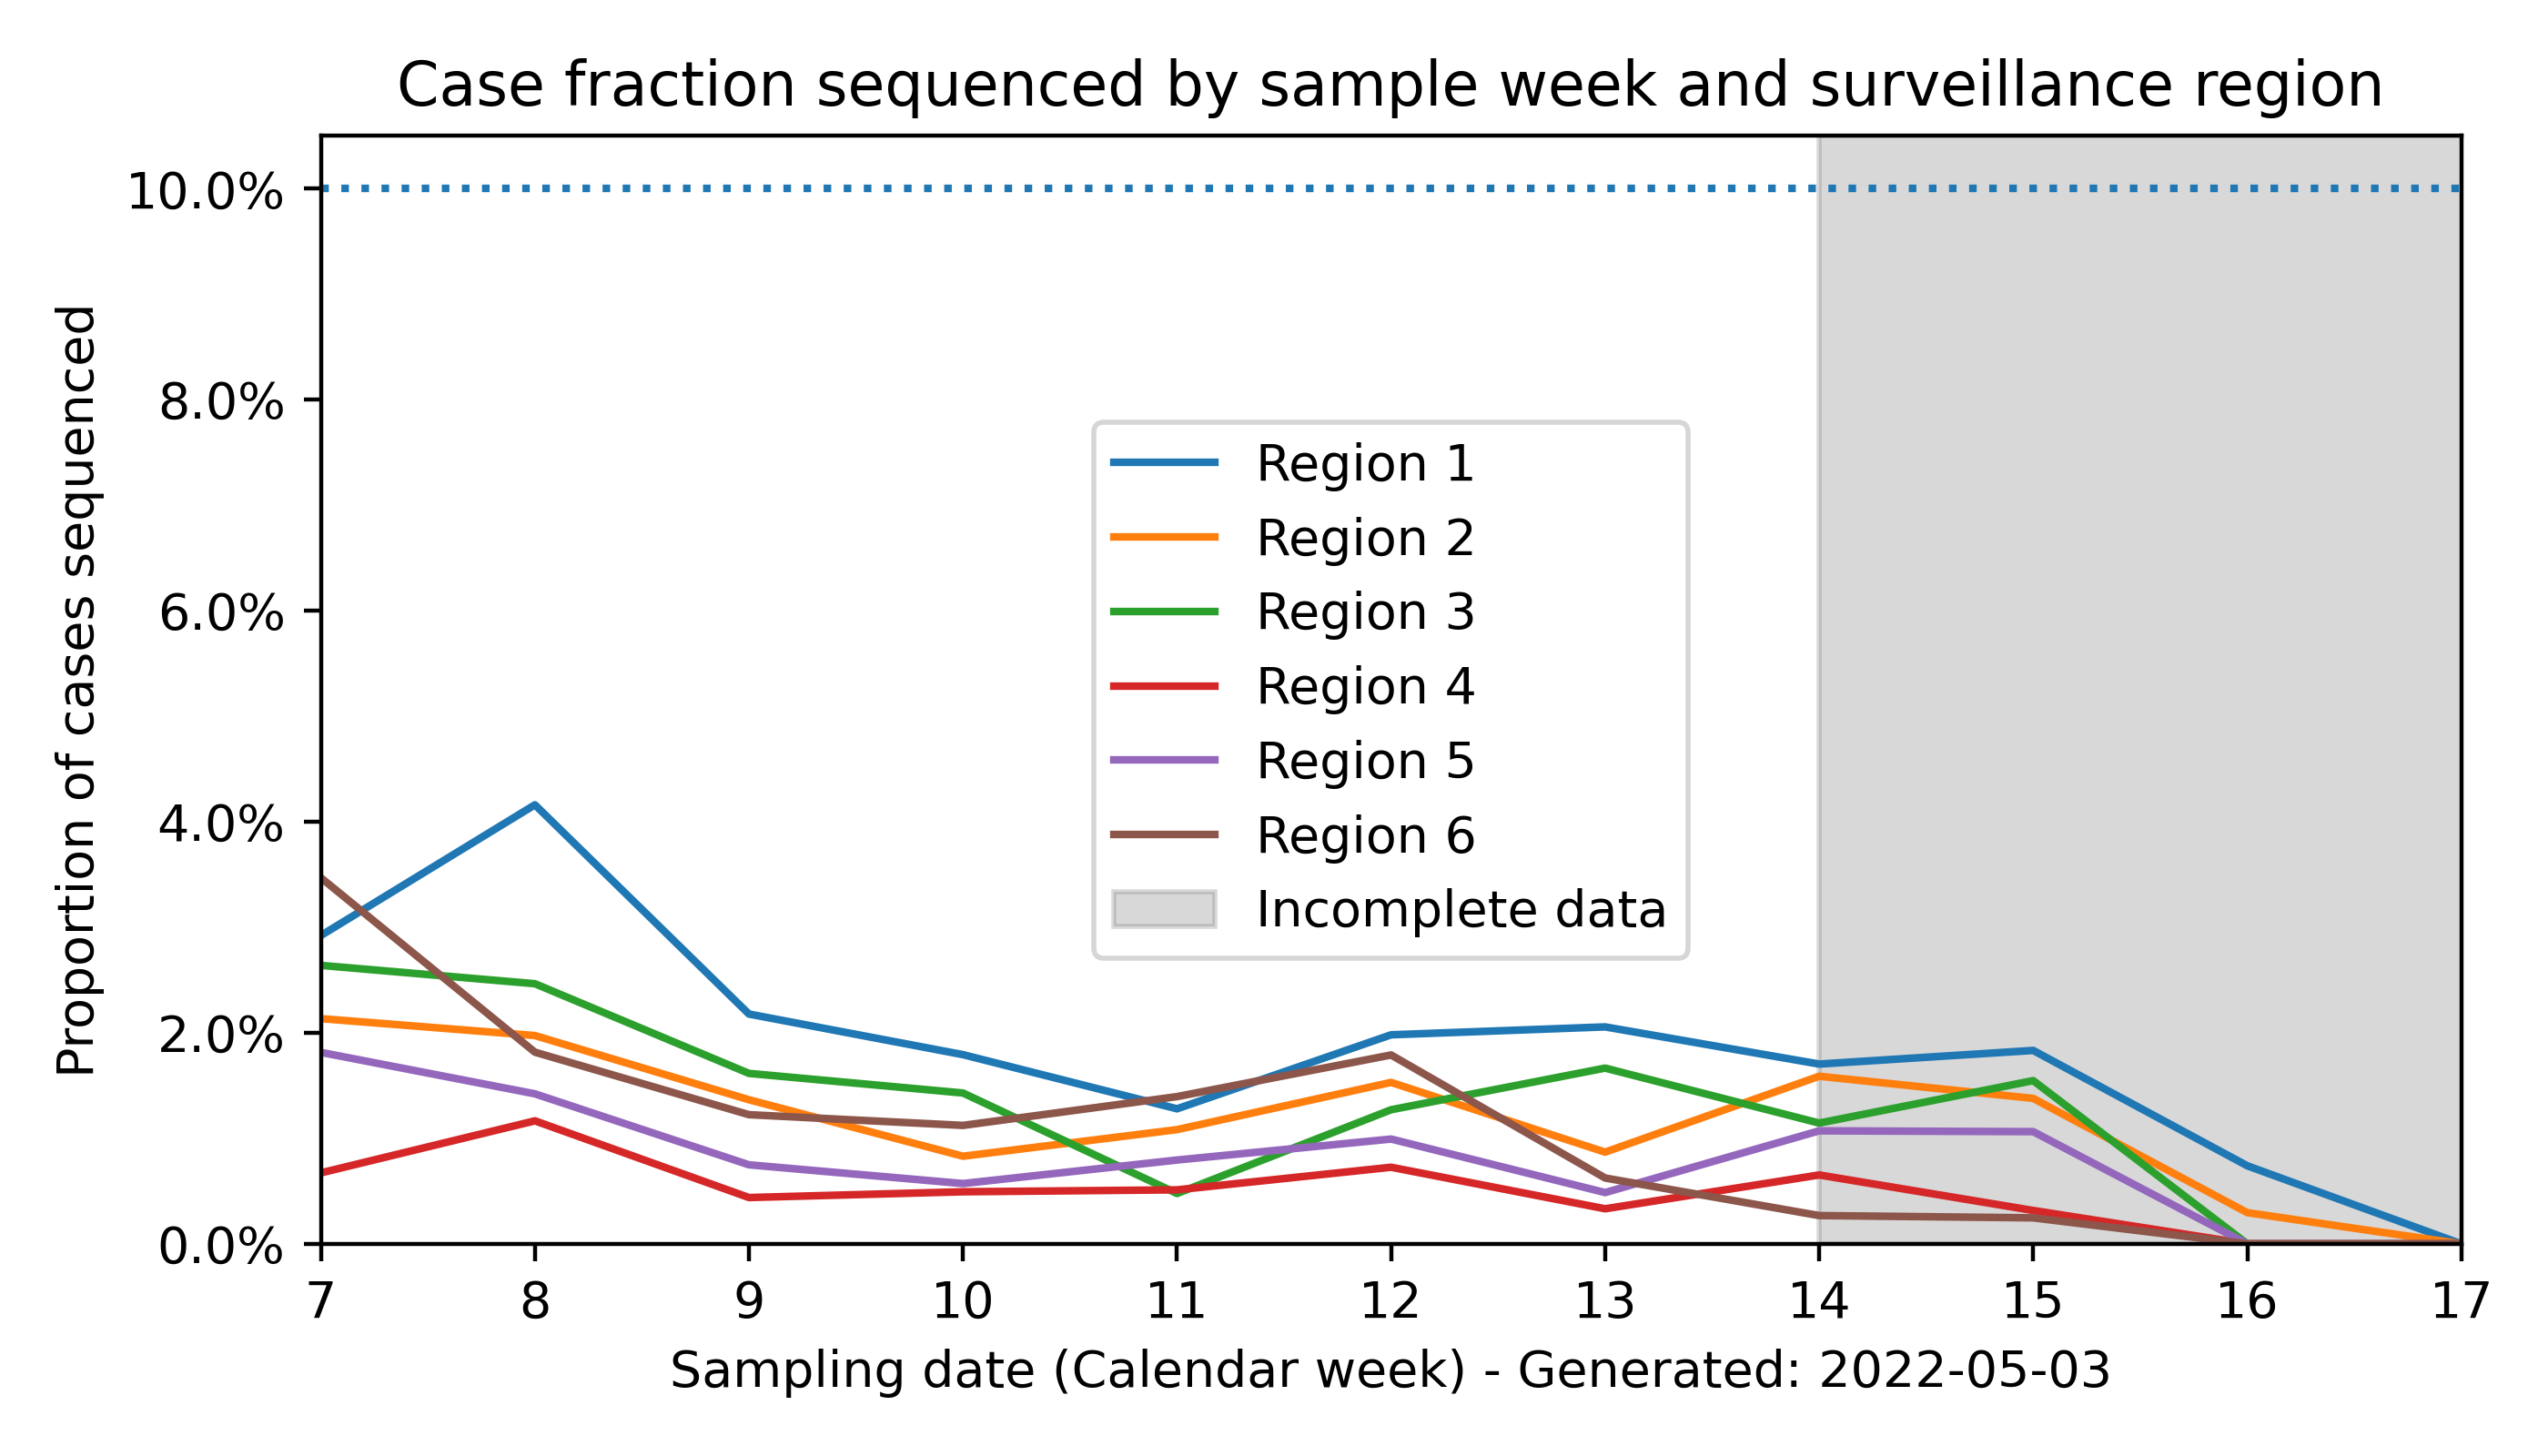 Case fraction sequenced by sample week and surveillance region
Proportion of cases sequenced
10.0%
8.0%
6.0%
4.0%
2.0%
0.0%
Region 1
Region 2
Region 3
Region 4
Region 5
Region 6
Incomplete data
7 8 9 10 11 12 13 14 15 16 17
Sampling date (Calendar week) - Generated: 2022-05-03